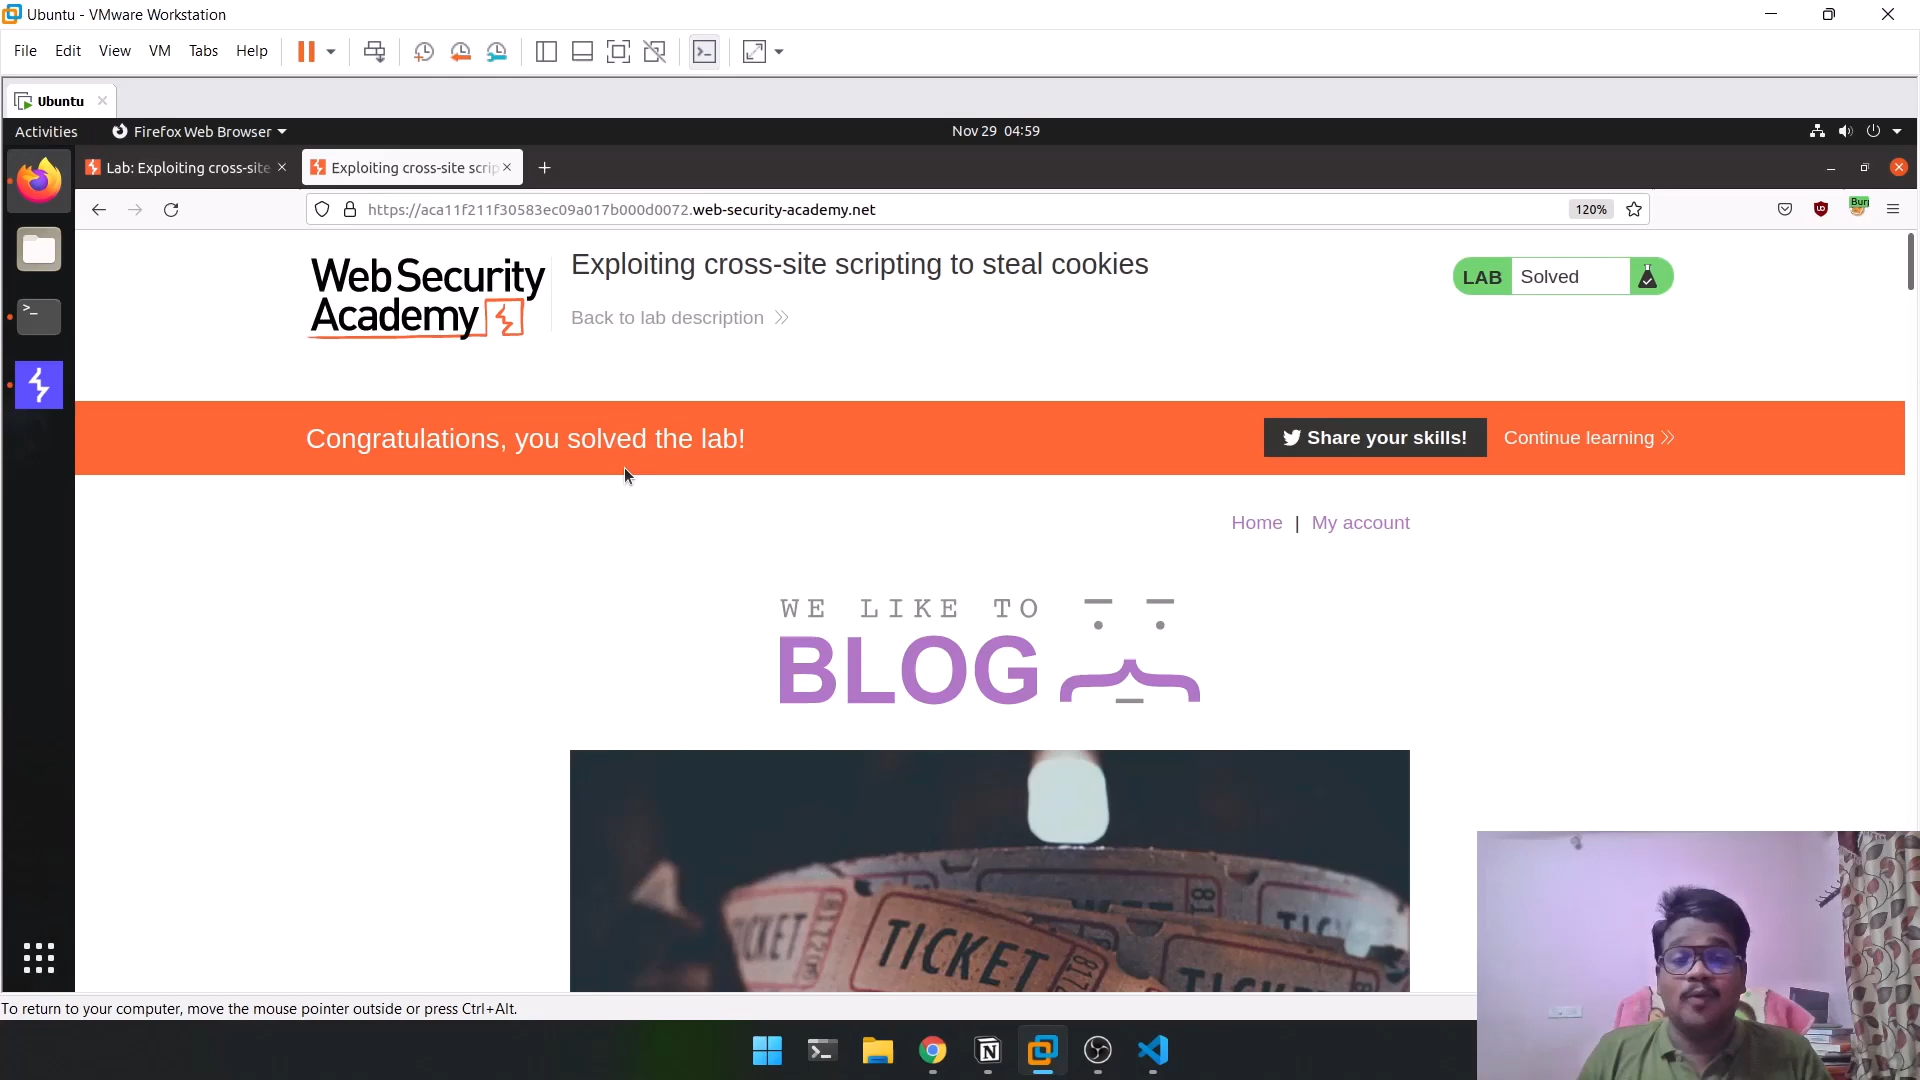 Ubuntu - VMware Workstation
File Edit View VM Tabs Help
Ubuntu
Activities Firefox Web Browser Nov 29 04:59
Lab: Exploiting cross-site Exploiting cross-site scrip
https://aca11f211f30583ec09a017b000d0072.web-security-academy.net 120% Burp
WebSecurity
Academy
Exploiting cross-site scripting to steal cookies
Back to lab description
LAB Solved
Congratulations, you solved the lab! Share your skills! Continue learning
Home | My account
WE LIKE TO
BLOG
TICKET
To return to your computer, move the mouse pointer outside or press Ctrl+Alt.